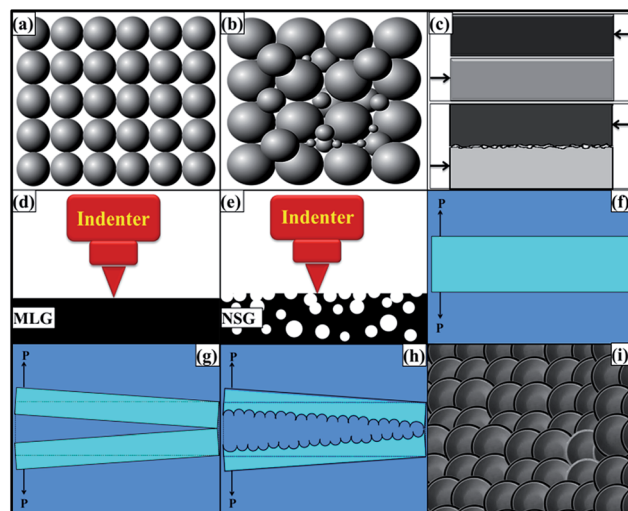 (a)
(b)
(c)
(d)
Indenter
MLG
(e)
Indenter
NSG
(f)
P
P
(g)
P
P
(h)
P
P
(i)